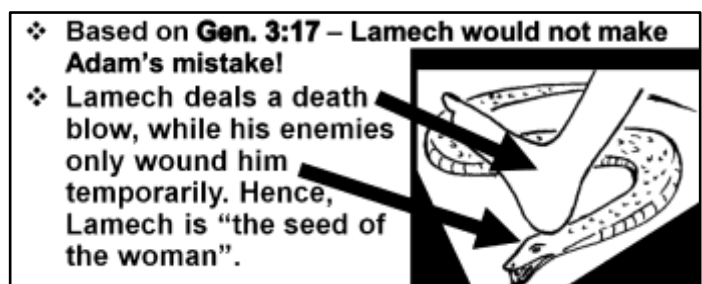 ❖ Based on Gen. 3:17 – Lamech would not make
Adam's mistake!
❖ Lamech deals a death
blow, while his enemies
only wound him
temporarily. Hence,
Lamech is “the seed of
the woman”.